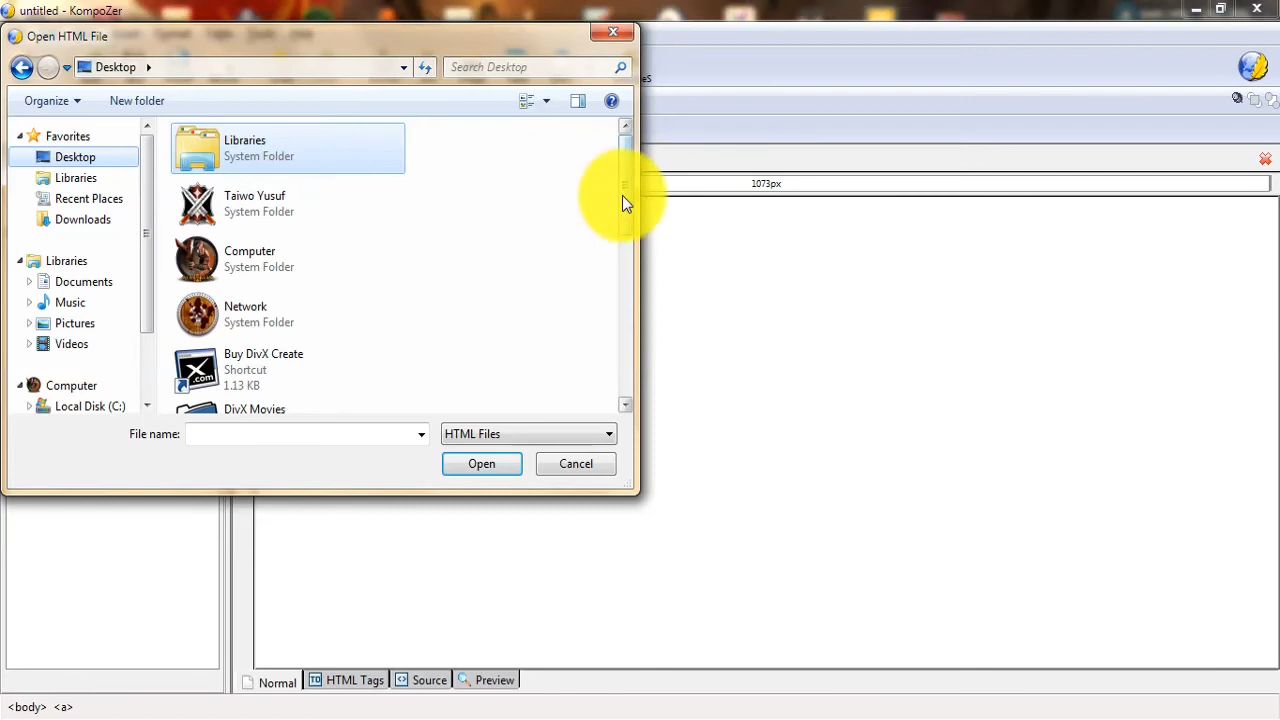 untitled - KompoZer
Open HTML File
Desktop
Search Desktop
Organize
New folder
Favorites
Desktop
Libraries
Recent Places
Downloads
Libraries
Documents
Music
Pictures
Videos
Computer
Local Disk (C:)
Libraries
System Folder
Taiwo Yusuf
System Folder
Computer
System Folder
Network
System Folder
Buy DivX Create
Shortcut
1.13 KB
DivX Movies
File name:
HTML Files
Open
Cancel
1073px
Normal
HTML Tags
Source
Preview
<body> <a>